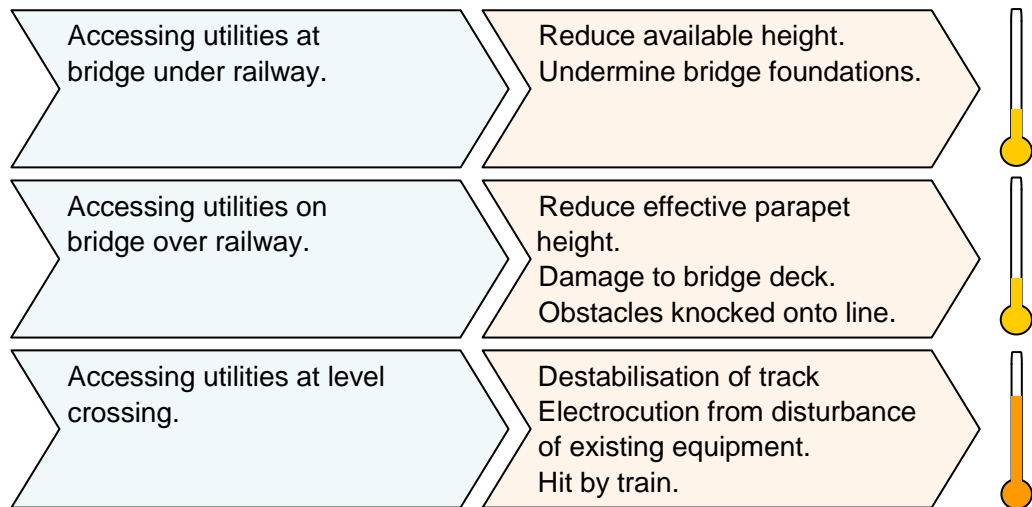 Accessing utilities at
bridge under railway.
Reduce available height.
Undermine bridge foundations.
Accessing utilities on
bridge over railway.
Reduce effective parapet
height.
Damage to bridge deck.
Obstacles knocked onto line.
Accessing utilities at level
crossing.
Destabilisation of track
Electrocution from disturbance
of existing equipment.
Hit by train.